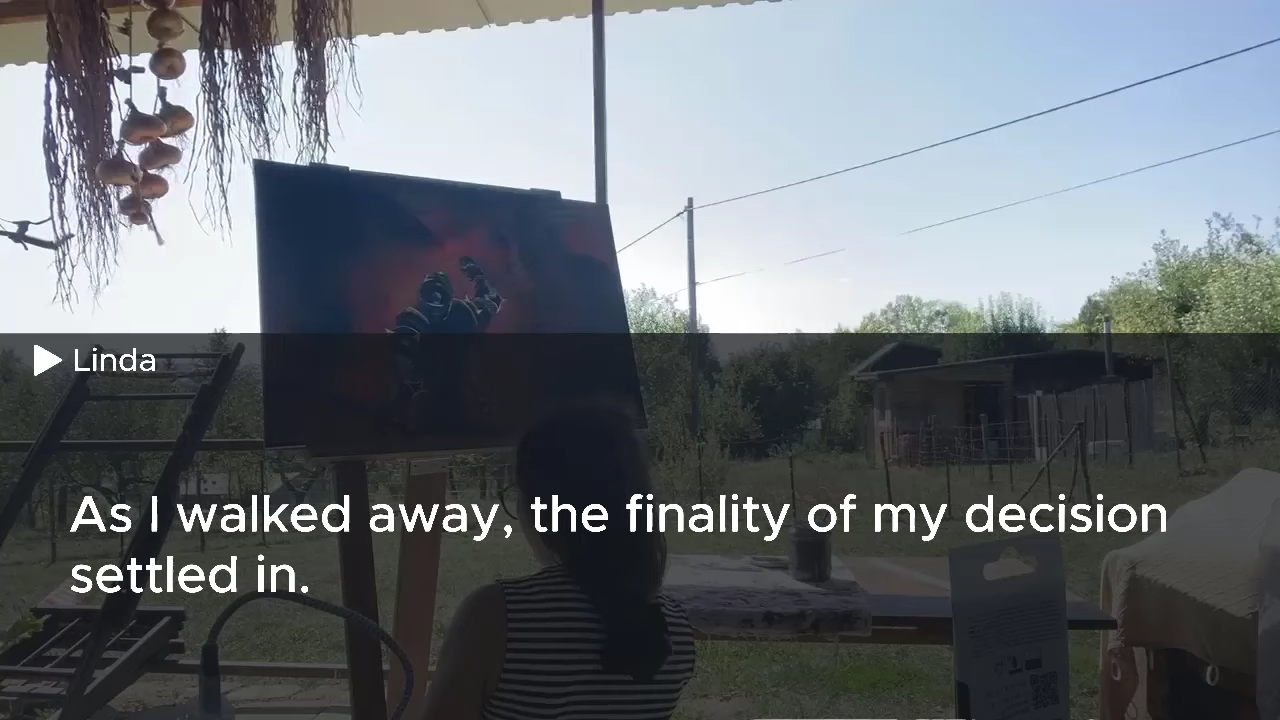 Linda
As I walked away, the finality of my decision
settled in.